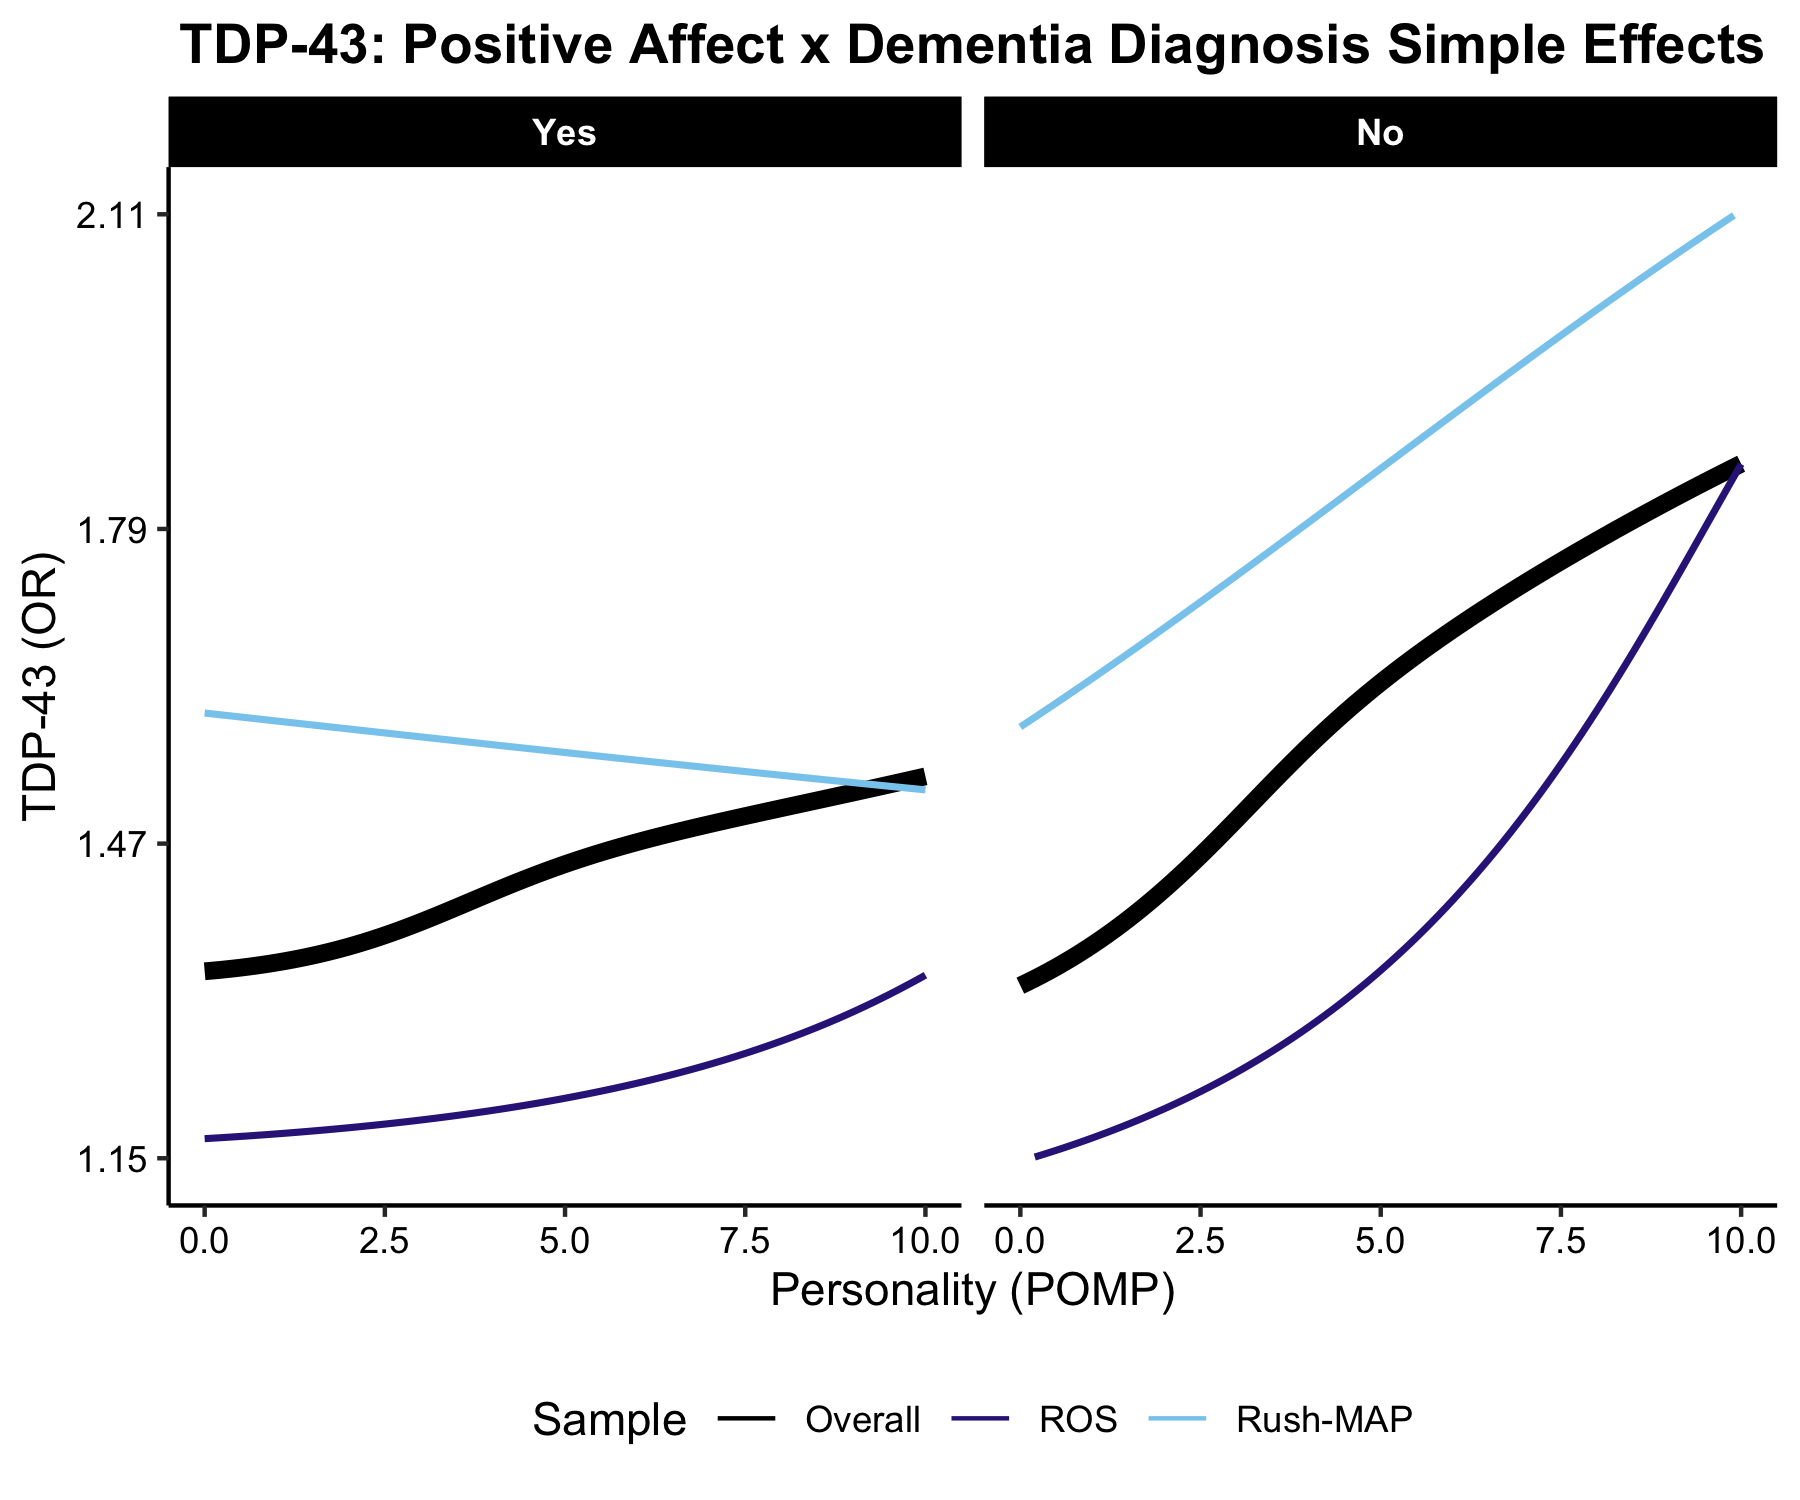 TDP-43: Positive Affect x Dementia Diagnosis Simple Effects
Yes No
2.11
1.79
1.47
1.15
TDP-43 (OR)
0.0 2.5 5.0 7.5 10.0 0.0 2.5 5.0 7.5 10.0
Personality (POMP)
Sample Overall ROS Rush-MAP